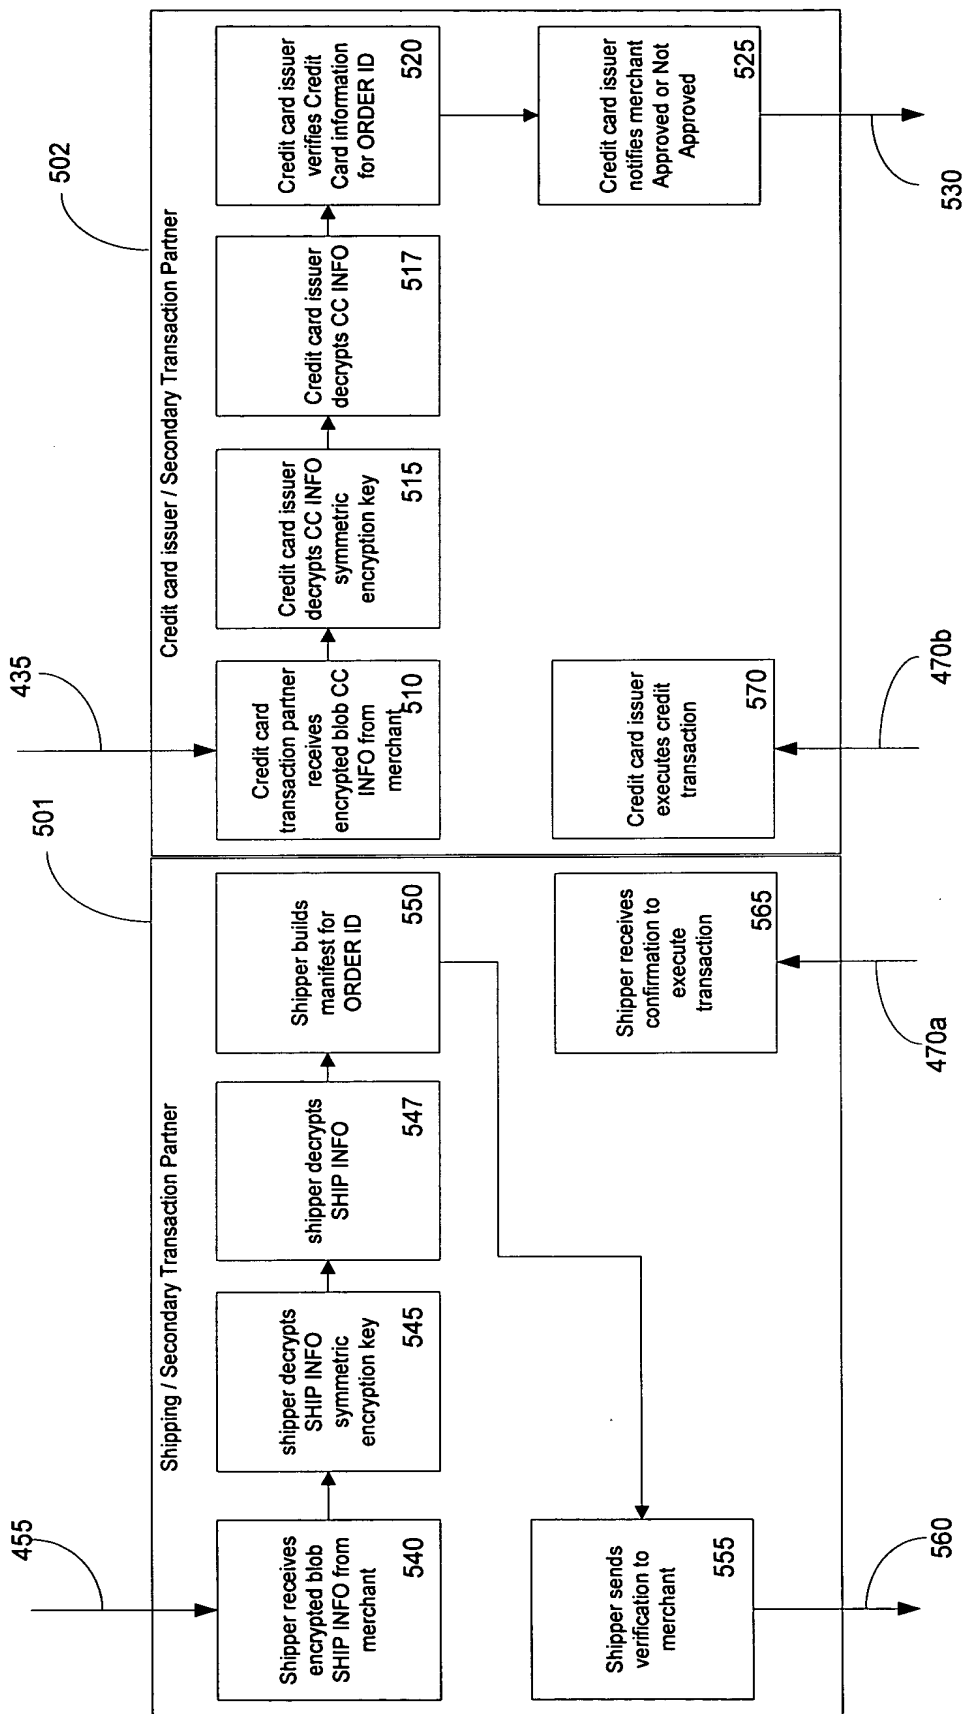 455
501
435
502
Shipping / Secondary Transaction Partner
Shipper receives
encrypted blob
SHIP INFO from
merchant
540
shipper decrypts
SHIP INFO
symmetric
encryption key
545
shipper decrypts
SHIP INFO
547
Shipper builds
manifest for
ORDER ID
550
Shipper sends
verification to
merchant
555
Shipper receives
confirmation to
execute
transaction
565
560
470a
Credit card issuer / Secondary Transaction Partner
Credit card
transaction partner
receives
encrypted blob CC
INFO from
merchant
510
Credit card issuer
decrypts CC INFO
symmetric
encryption key
515
Credit card issuer
decrypts CC INFO
517
Credit card issuer
verifies Credit
Card information
for ORDER ID
520
Credit card issuer
executes credit
transaction
570
Credit card issuer
notifies merchant
Approved or Not
Approved
525
470b
530